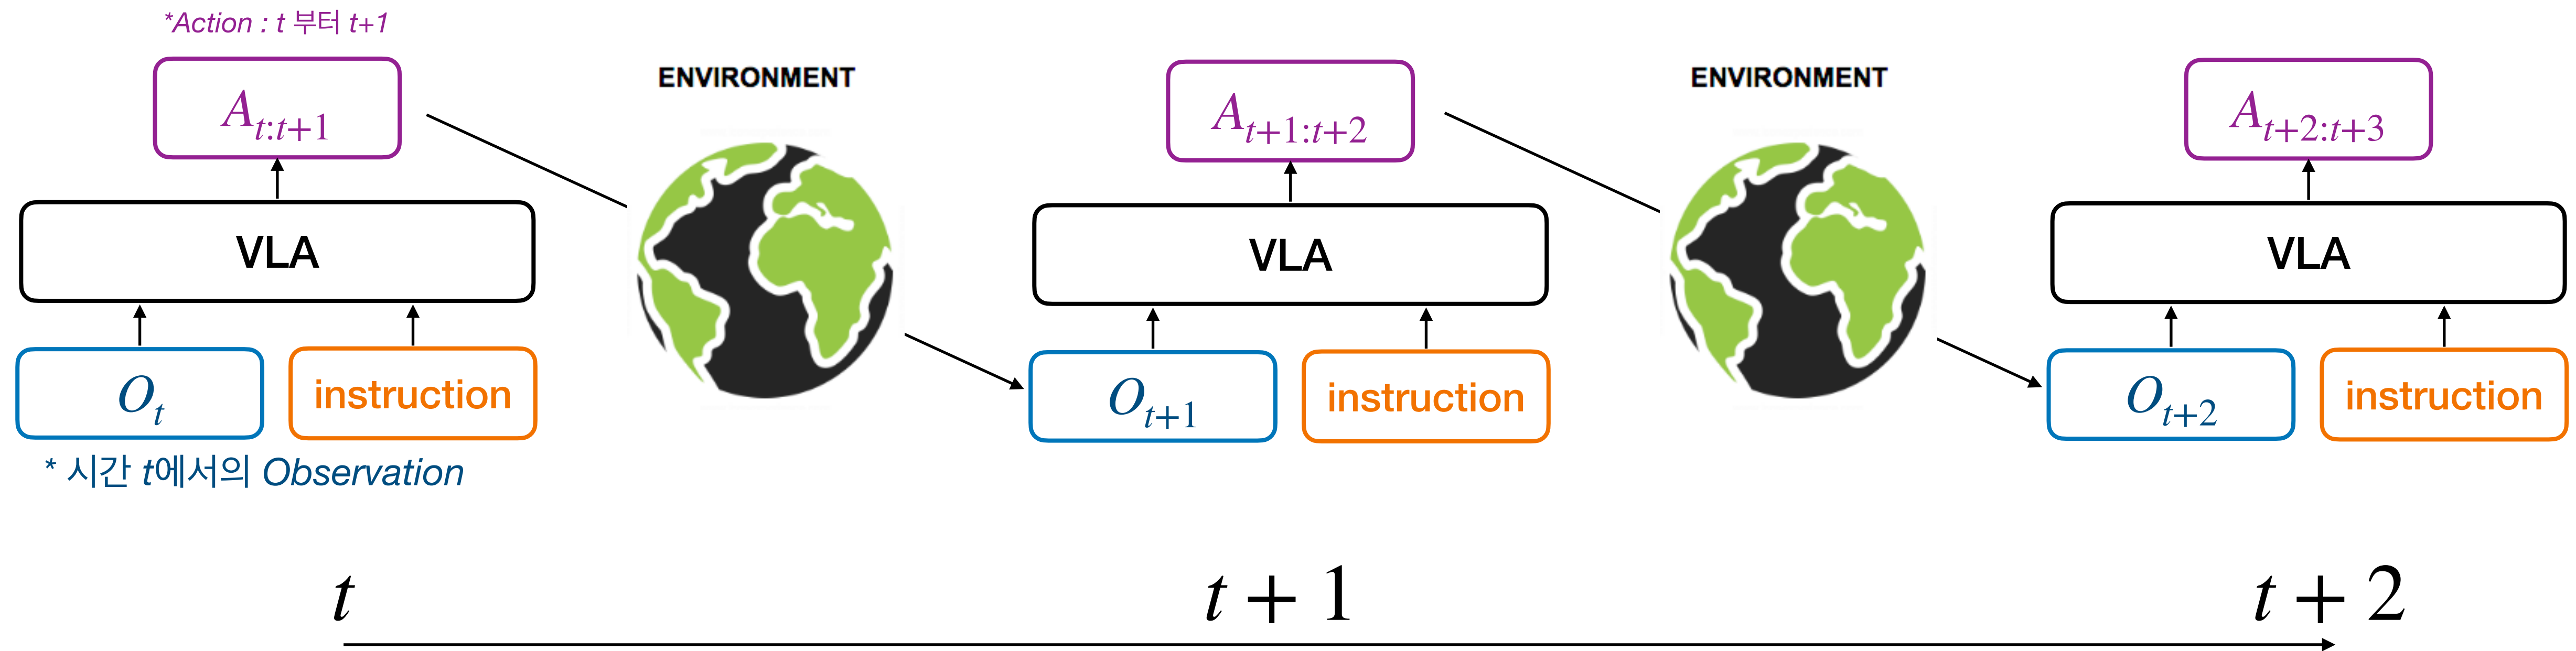 *Action : t 부터 t+1
A_{t:t+1}
VLA
O_t
instruction
* 시간 t에서의 Observation
ENVIRONMENT
A_{t+1:t+2}
VLA
O_{t+1}
instruction
ENVIRONMENT
A_{t+2:t+3}
VLA
O_{t+2}
instruction
t
t + 1
t + 2